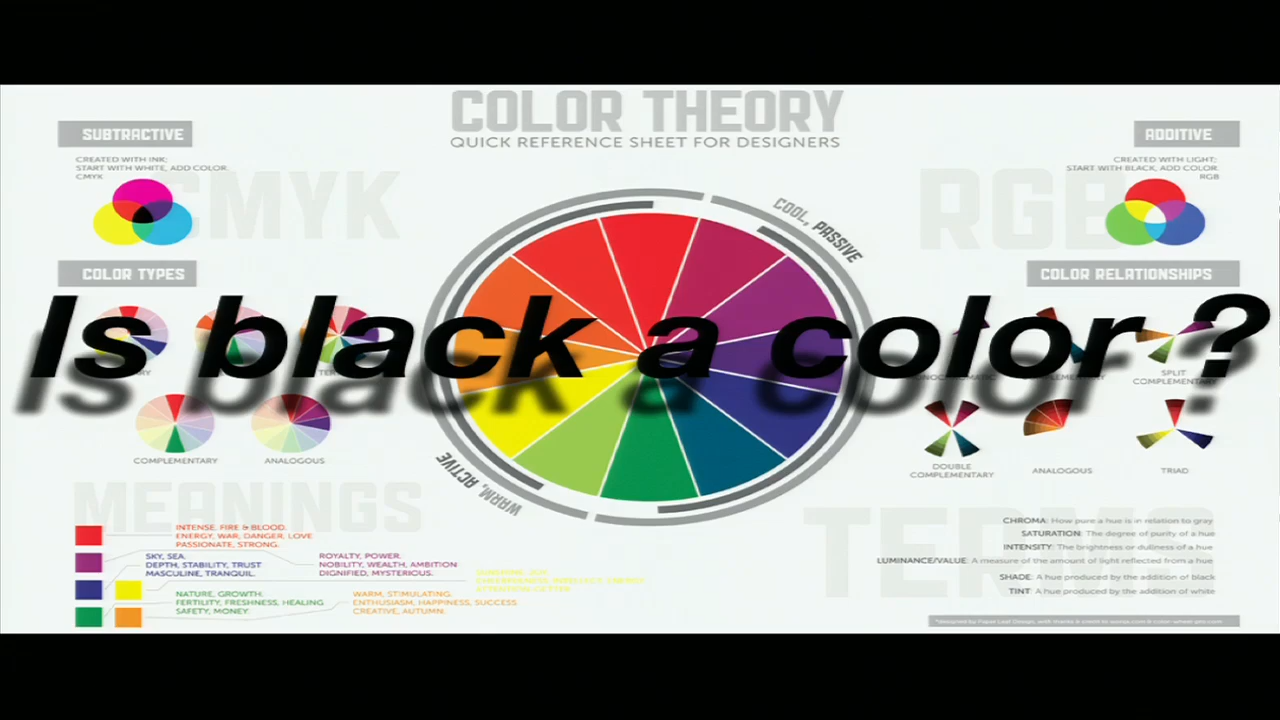 COLOR THEORY
QUICK REFERENCE SHEET FOR DESIGNERS
SUBTRACTIVE
CREATED WITH INK;
START WITH WHITE, ADD COLOR.
CMYK
CMYK
ADDITIVE
CREATED WITH LIGHT;
START WITH BLACK, ADD COLOR.
RGB
RGB
COOL, PASSIVE
WARM, ACTIVE
COLOR TYPES
COLOR RELATIONSHIPS
Is black a color ?
SPLIT
COMPLEMENTARY
COMPLEMENTARY
ANALOGOUS
DOUBLE
COMPLEMENTARY
ANALOGOUS
TRIAD
MEANINGS
INTENSE. FIRE & BLOOD.
ENERGY, WAR, DANGER, LOVE
PASSIONATE, STRONG.
SKY, SEA.
DEPTH, STABILITY, TRUST
MASCULINE, TRANQUIL.
ROYALTY, POWER.
NOBILITY, WEALTH, AMBITION
DIGNIFIED, MYSTERIOUS.
NATURE, GROWTH.
FERTILITY, FRESHNESS, HEALING
SAFETY, MONEY.
WARM, STIMULATING.
ENTHUSIASM, HAPPINESS, SUCCESS
CREATIVE, AUTUMN.
TERMS
CHROMA: How pure a hue is in relation to gray
SATURATION: The degree of purity of a hue
INTENSITY: The brightness or dullness of a hue
LUMINANCE/VALUE: A measure of the amount of light reflected from a hue
SHADE: A hue produced by the addition of black
TINT: A hue produced by the addition of white